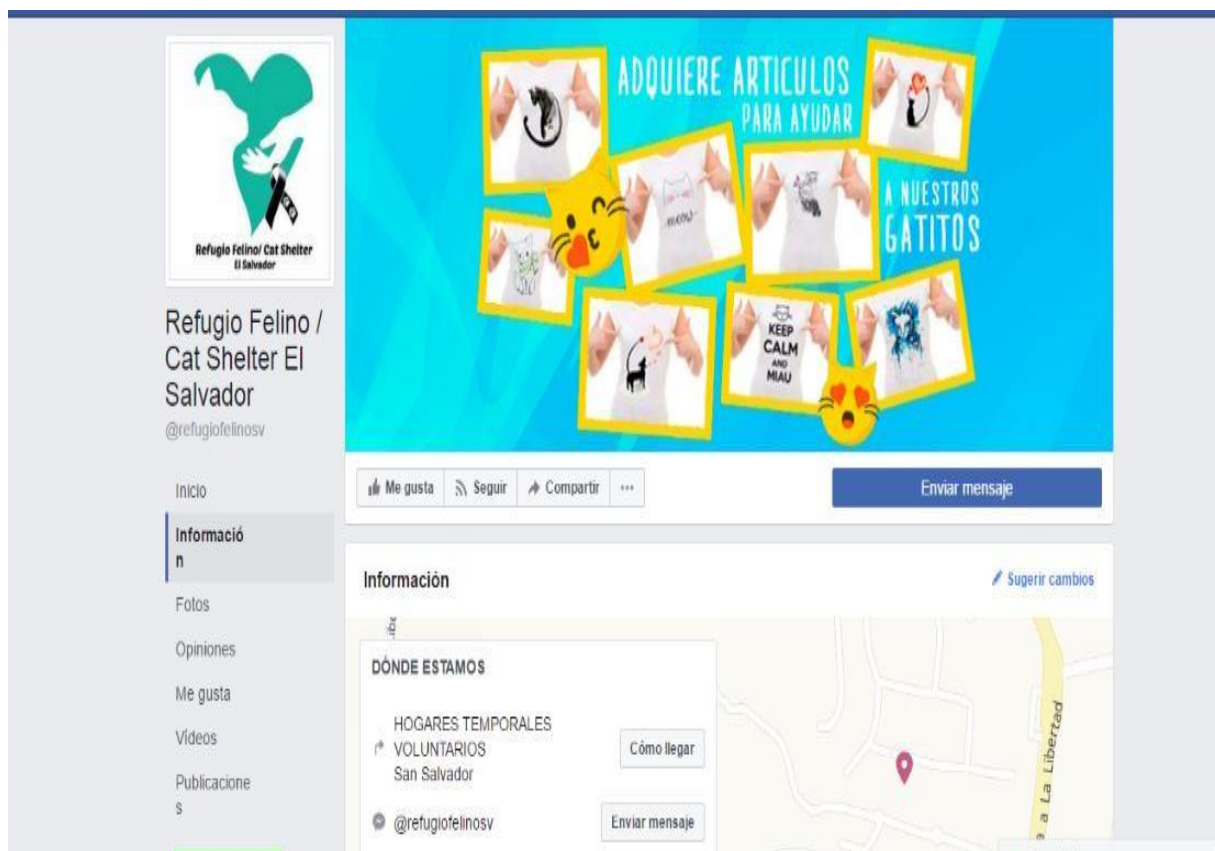 Refugio Felino/ Cat Shelter
El Salvador
ADQUIERE ARTICULOS
PARA AYUDAR
A NUESTROS
GATITOS
MEOW
KEEP
CALM
AND
MIAU
Refugio Felino /
Cat Shelter El
Salvador
@refugiofelinosv
Inicio
Informació
n
Fotos
Opiniones
Me gusta
Vídeos
Publicacione
s
Me gusta Seguir Compartir ...
Enviar mensaje
Información
Sugerir cambios
DÓNDE ESTAMOS
HOGARES TEMPORALES
VOLUNTARIOS
San Salvador
Cómo llegar
@refugiofelinosv
Enviar mensaje
a La Libertad